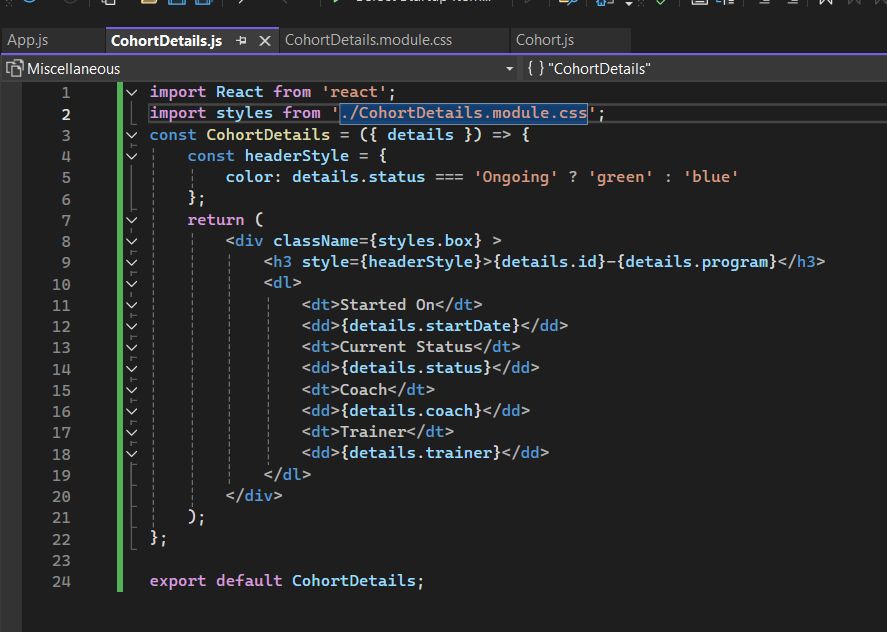 App.js CohortDetails.js CohortDetails.module.css Cohort.js
Miscellaneous { } "CohortDetails"
1 import React from 'react';
2 import styles from './CohortDetails.module.css';
3 const CohortDetails = ({ details }) => {
4 const headerStyle = {
5 color: details.status === 'Ongoing' ? 'green' : 'blue'
6 };
7 return (
8 <div className={styles.box} >
9 <h3 style={headerStyle}>{details.id}-{details.program}</h3>
10 <dl>
11 <dt>Started On</dt>
12 <dd>{details.startDate}</dd>
13 <dt>Current Status</dt>
14 <dd>{details.status}</dd>
15 <dt>Coach</dt>
16 <dd>{details.coach}</dd>
17 <dt>Trainer</dt>
18 <dd>{details.trainer}</dd>
19 </dl>
20 </div>
21 );
22 };
23
24 export default CohortDetails;